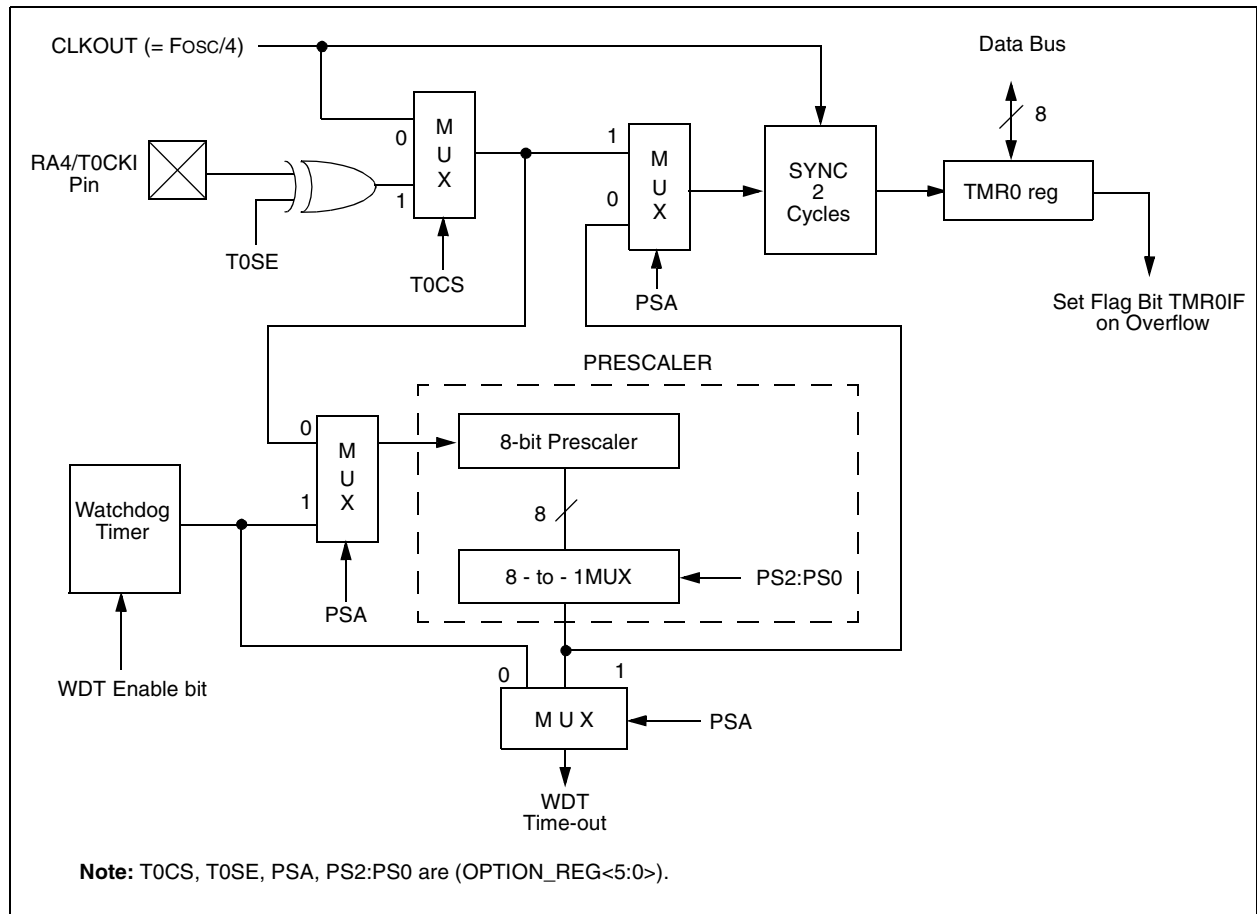 CLKOUT (= FOSC/4)
Data Bus
8
RA4/T0CKI
Pin
T0SE
0
1
M
U
X
T0CS
1
0
M
U
X
PSA
SYNC
2
Cycles
TMR0 reg
Set Flag Bit TMR0IF
on Overflow
PRESCALER
0
1
M
U
X
PSA
8-bit Prescaler
8
8 - to - 1MUX
PS2:PS0
Watchdog
Timer
WDT Enable bit
0
1
M U X
PSA
WDT
Time-out
Note: T0CS, T0SE, PSA, PS2:PS0 are (OPTION_REG<5:0>).